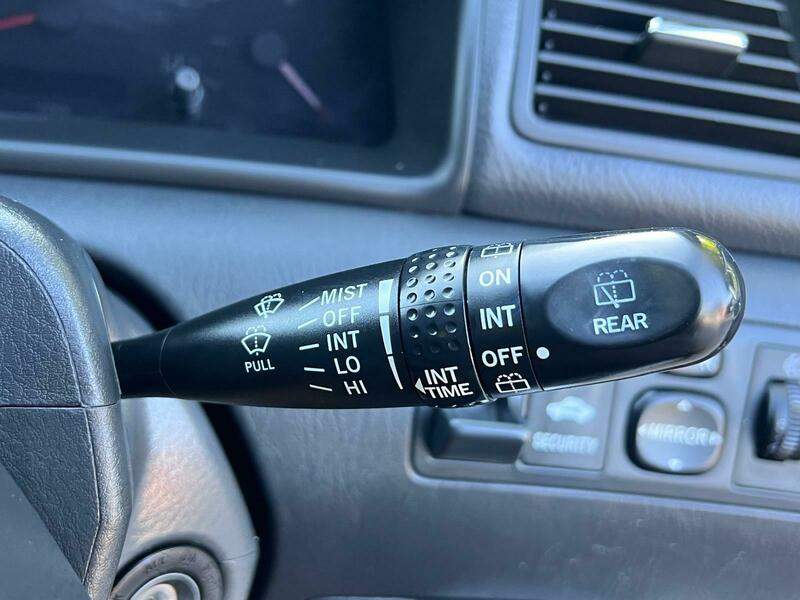 MIST
OFF
INT
LO
HI
PULL
INT
TIME
ON
INT
OFF
REAR
SECURITY
MIRROR